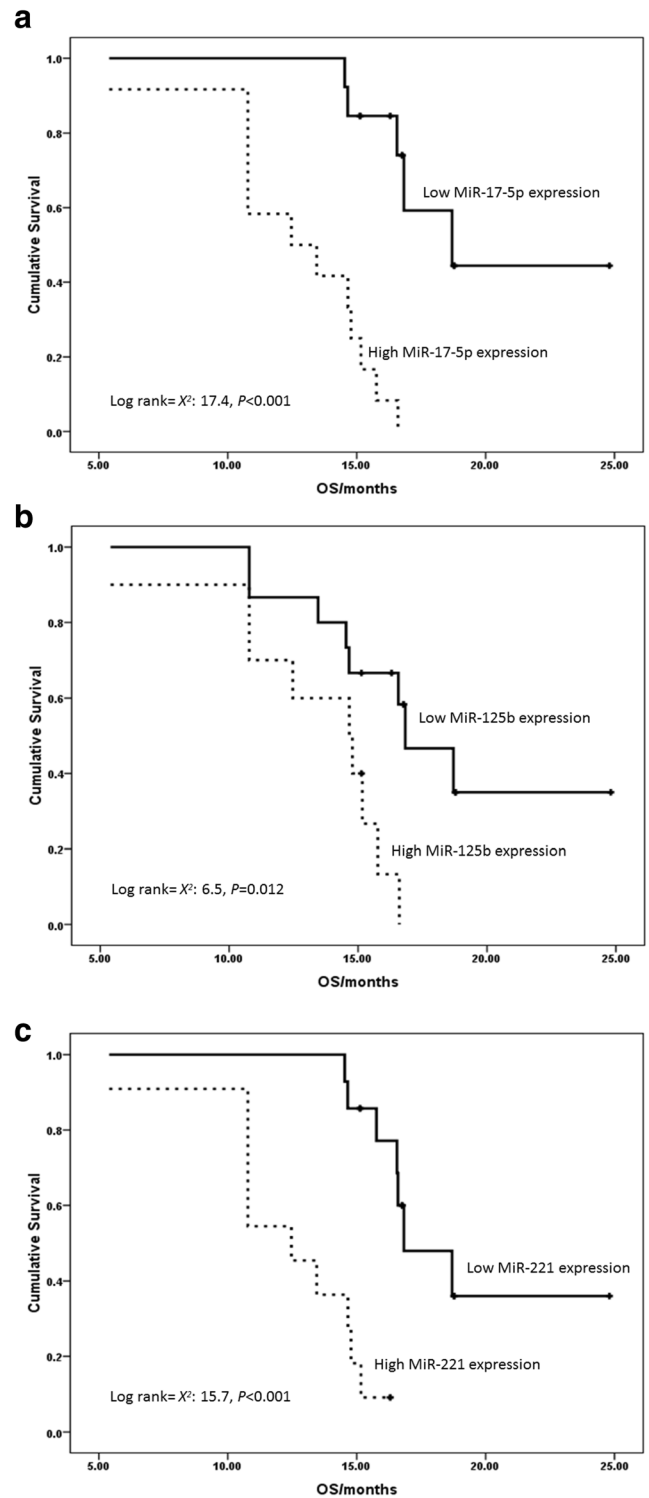 a
1.0
0.8
0.6
0.4
0.2
0.0
Cumulative Survival
Low MiR-17-5p expression
High MiR-17-5p expression
Log rank= X²: 17.4, P<0.001
5.00 10.00 15.00 20.00 25.00
OS/months
b
1.0
0.8
0.6
0.4
0.2
0.0
Cumulative Survival
Low MiR-125b expression
High MiR-125b expression
Log rank= X²: 6.5, P=0.012
5.00 10.00 15.00 20.00 25.00
OS/months
c
1.0
0.8
0.6
0.4
0.2
0.0
Cumulative Survival
Low MiR-221 expression
High MiR-221 expression
Log rank= X²: 15.7, P<0.001
5.00 10.00 15.00 20.00 25.00
OS/months